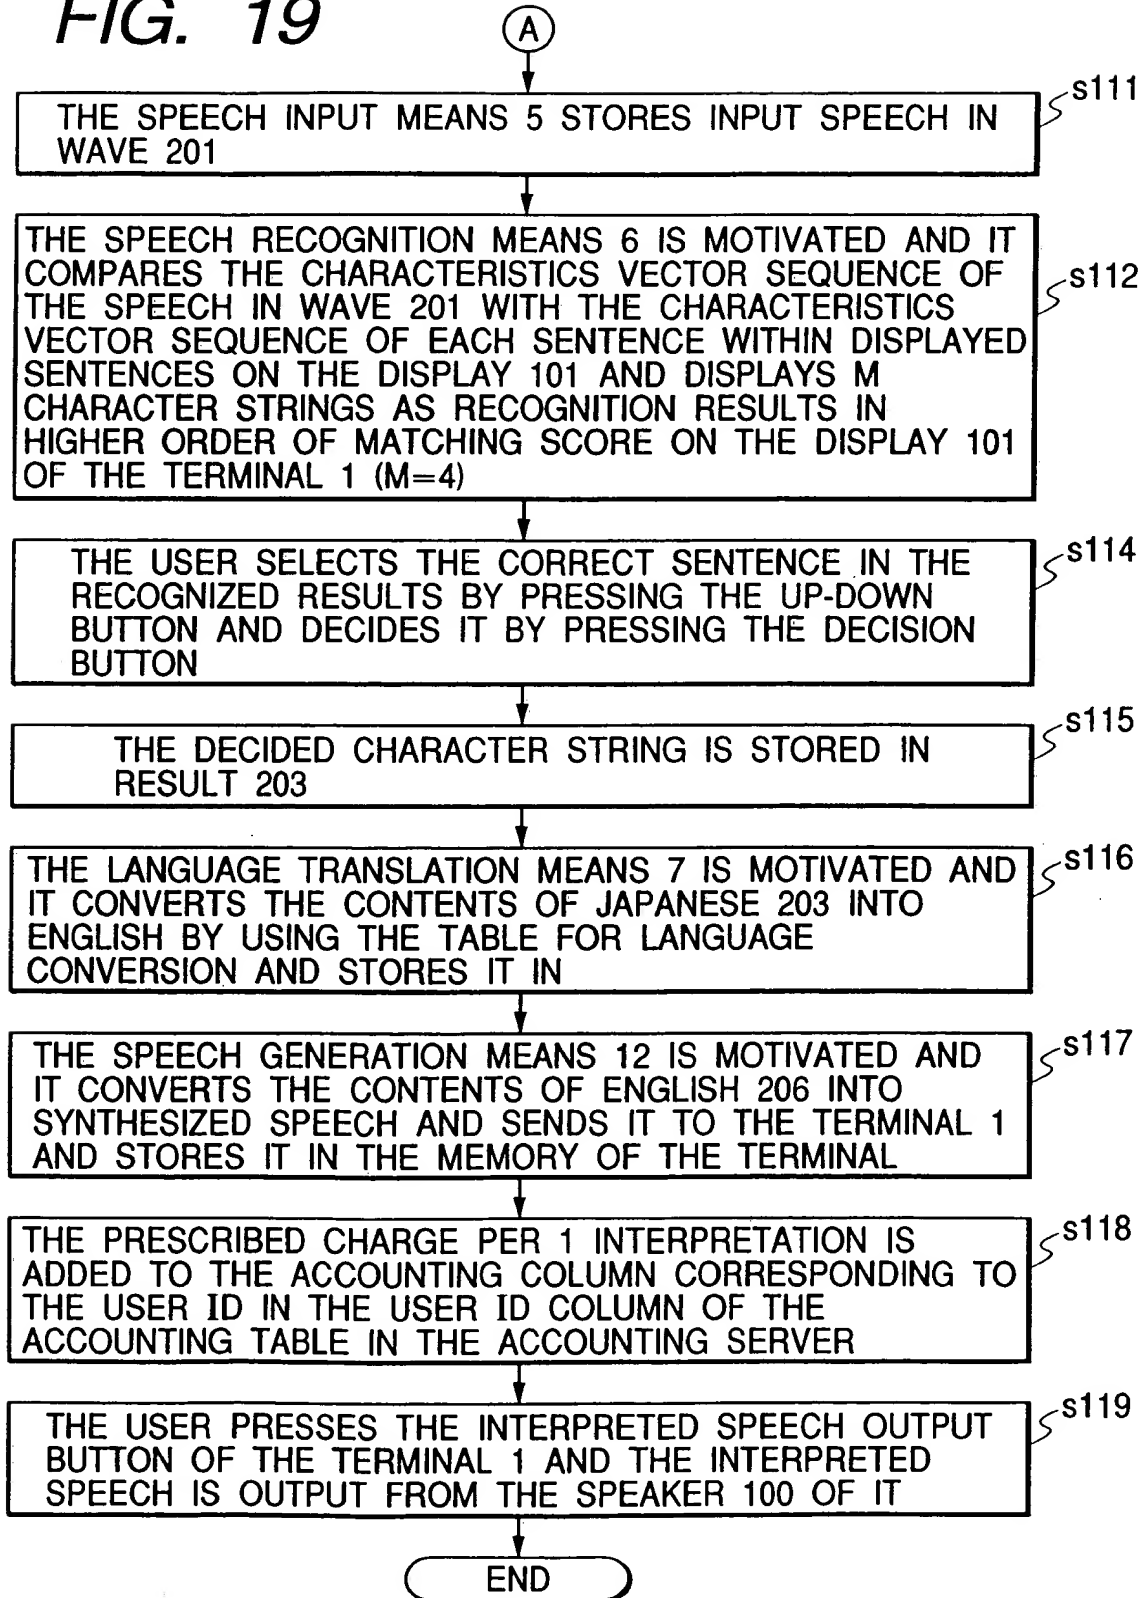 FIG. 19
A
s111
THE SPEECH INPUT MEANS 5 STORES INPUT SPEECH IN
WAVE 201
s112
THE SPEECH RECOGNITION MEANS 6 IS MOTIVATED AND IT
COMPARES THE CHARACTERISTICS VECTOR SEQUENCE OF
THE SPEECH IN WAVE 201 WITH THE CHARACTERISTICS
VECTOR SEQUENCE OF EACH SENTENCE WITHIN DISPLAYED
SENTENCES ON THE DISPLAY 101 AND DISPLAYS M
CHARACTER STRINGS AS RECOGNITION RESULTS IN
HIGHER ORDER OF MATCHING SCORE ON THE DISPLAY 101
OF THE TERMINAL 1 (M=4)
s114
THE USER SELECTS THE CORRECT SENTENCE IN THE
RECOGNIZED RESULTS BY PRESSING THE UP-DOWN
BUTTON AND DECIDES IT BY PRESSING THE DECISION
BUTTON
s115
THE DECIDED CHARACTER STRING IS STORED IN
RESULT 203
s116
THE LANGUAGE TRANSLATION MEANS 7 IS MOTIVATED AND
IT CONVERTS THE CONTENTS OF JAPANESE 203 INTO
ENGLISH BY USING THE TABLE FOR LANGUAGE
CONVERSION AND STORES IT IN
s117
THE SPEECH GENERATION MEANS 12 IS MOTIVATED AND
IT CONVERTS THE CONTENTS OF ENGLISH 206 INTO
SYNTHESIZED SPEECH AND SENDS IT TO THE TERMINAL 1
AND STORES IT IN THE MEMORY OF THE TERMINAL
s118
THE PRESCRIBED CHARGE PER 1 INTERPRETATION IS
ADDED TO THE ACCOUNTING COLUMN CORRESPONDING TO
THE USER ID IN THE USER ID COLUMN OF THE
ACCOUNTING TABLE IN THE ACCOUNTING SERVER
s119
THE USER PRESSES THE INTERPRETED SPEECH OUTPUT
BUTTON OF THE TERMINAL 1 AND THE INTERPRETED
SPEECH IS OUTPUT FROM THE SPEAKER 100 OF IT
END